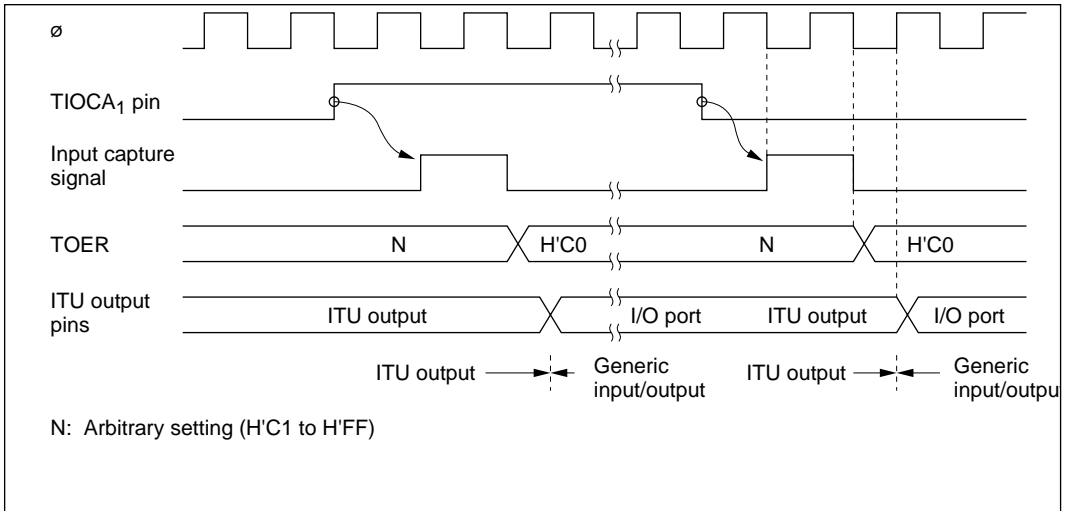 ø
TIOCA1 pin
Input capture
signal
TOER
N
H'C0
N
H'C0
ITU output
pins
ITU output
I/O port
ITU output
I/O port
ITU output
Generic
input/output
ITU output
Generic
input/output
N: Arbitrary setting (H'C1 to H'FF)